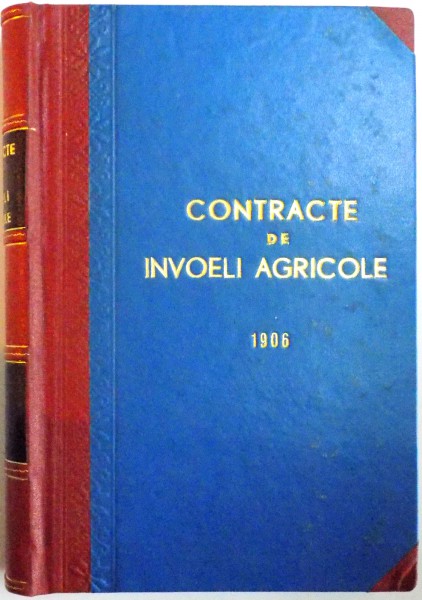 CONTRACTE
DE
INVOELI AGRICOLE
1906